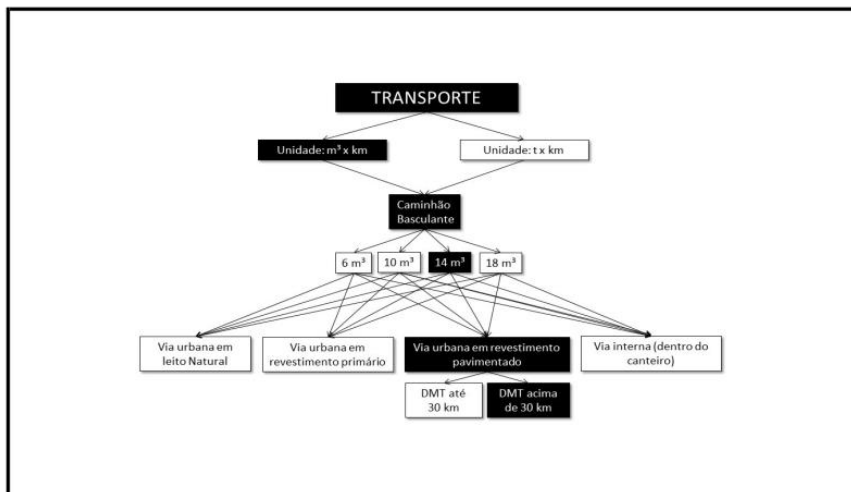 TRANSPORTE
Unidade: m³ x km
Unidade: t x km
Caminhão
Basculante
6 m³
10 m³
14 m³
18 m³
Via urbana em
leito Natural
Via urbana em
revestimento primário
Via urbana em revestimento
pavimentado
Via interna (dentro do
canteiro)
DMT até
30 km
DMT acima
de 30 km